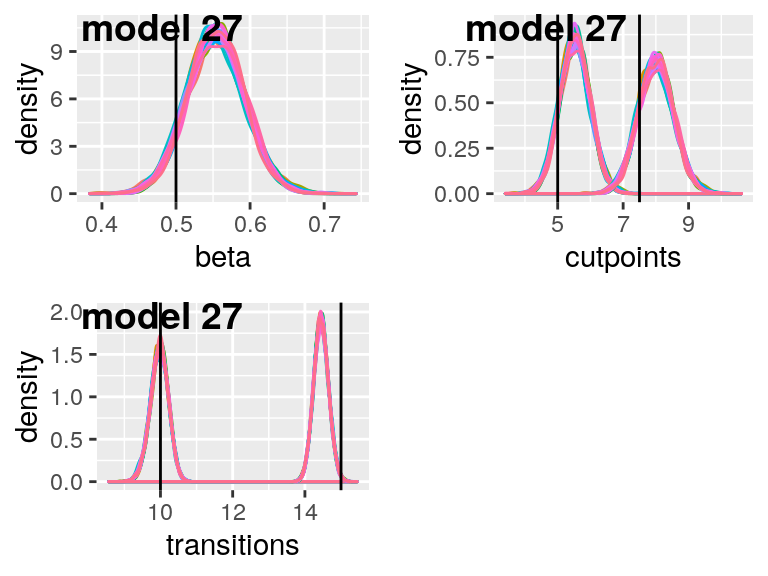 model 27
density
9
6
3
0
0.4 0.5 0.6 0.7
beta
model 27
density
0.75
0.50
0.25
0.00
5 7 9
cutpoints
model 27
density
2.0
1.5
1.0
0.5
0.0
10 12 14
transitions